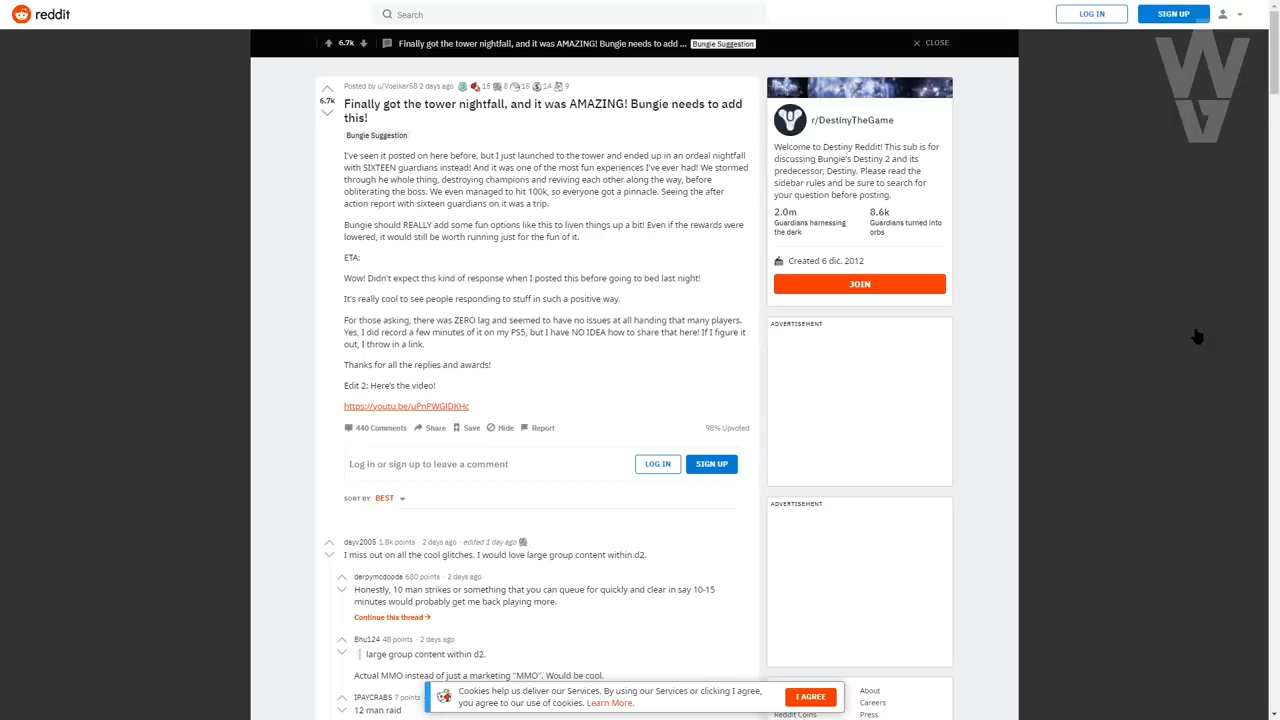 reddit
Search
LOG IN
SIGN UP
6.7k
Finally got the tower nightfall, and it was AMAZING! Bungie needs to add ...
Bungie Suggestion
CLOSE
Posted by u/Voelker58 2 days ago 15 8 15 14 9
6.7k
Finally got the tower nightfall, and it was AMAZING! Bungie needs to add
this!
Bungie Suggestion
I've seen it posted on here before, but I just launched to the tower and ended up in an ordeal nightfall
with SIXTEEN guardians instead! And it was one of the most fun experiences I've ever had! We stormed
through he whole thing, destroying champions and reviving each other along the way, before
obliterating the boss. We even managed to hit 100k, so everyone got a pinnacle. Seeing the after
action report with sixteen guardians on it was a trip.
Bungie should REALLY add some fun options like this to liven things up a bit! Even if the rewards were
lowered, it would still be worth running just for the fun of it.
ETA:
Wow! Didn't expect this kind of response when I posted this before going to bed last night!
It's really cool to see people responding to stuff in such a positive way.
For those asking, there was ZERO lag and seemed to have no issues at all handing that many players.
Yes, I did record a few minutes of it on my PS5, but I have NO IDEA how to share that here! If I figure it
out, I throw in a link.
Thanks for all the replies and awards!
Edit 2: Here's the video!
https://youtu.be/uPnPWGlDKHc
440 Comments Share Save Hide Report
98% Upvoted
Log in or sign up to leave a comment
LOG IN
SIGN UP
SORT BY BEST
dayv2005 1.8k points · 2 days ago · edited 1 day ago
I miss out on all the cool glitches. I would love large group content within d2.
derpymcdooda 680 points · 2 days ago
Honestly, 10 man strikes or something that you can queue for quickly and clear in say 10-15
minutes would probably get me back playing more.
Continue this thread
Bhu124 48 points · 2 days ago
large group content within d2.
Actual MMO instead of just a marketing "MMO". Would be cool.
IPAYCRABS 7 points
12 man raid
r/DestinyTheGame
Welcome to Destiny Reddit! This sub is for
discussing Bungie's Destiny 2 and its
predecessor, Destiny. Please read the
sidebar rules and be sure to search for
your question before posting.
2.0m
Guardians harnessing
the dark
8.6k
Guardians turned into
orbs
Created 6 dic. 2012
JOIN
ADVERTISEMENT
ADVERTISEMENT
About
Careers
Press
Reddit Coins
Cookies help us deliver our Services. By using our Services or clicking I agree,
you agree to our use of cookies. Learn More.
I AGREE